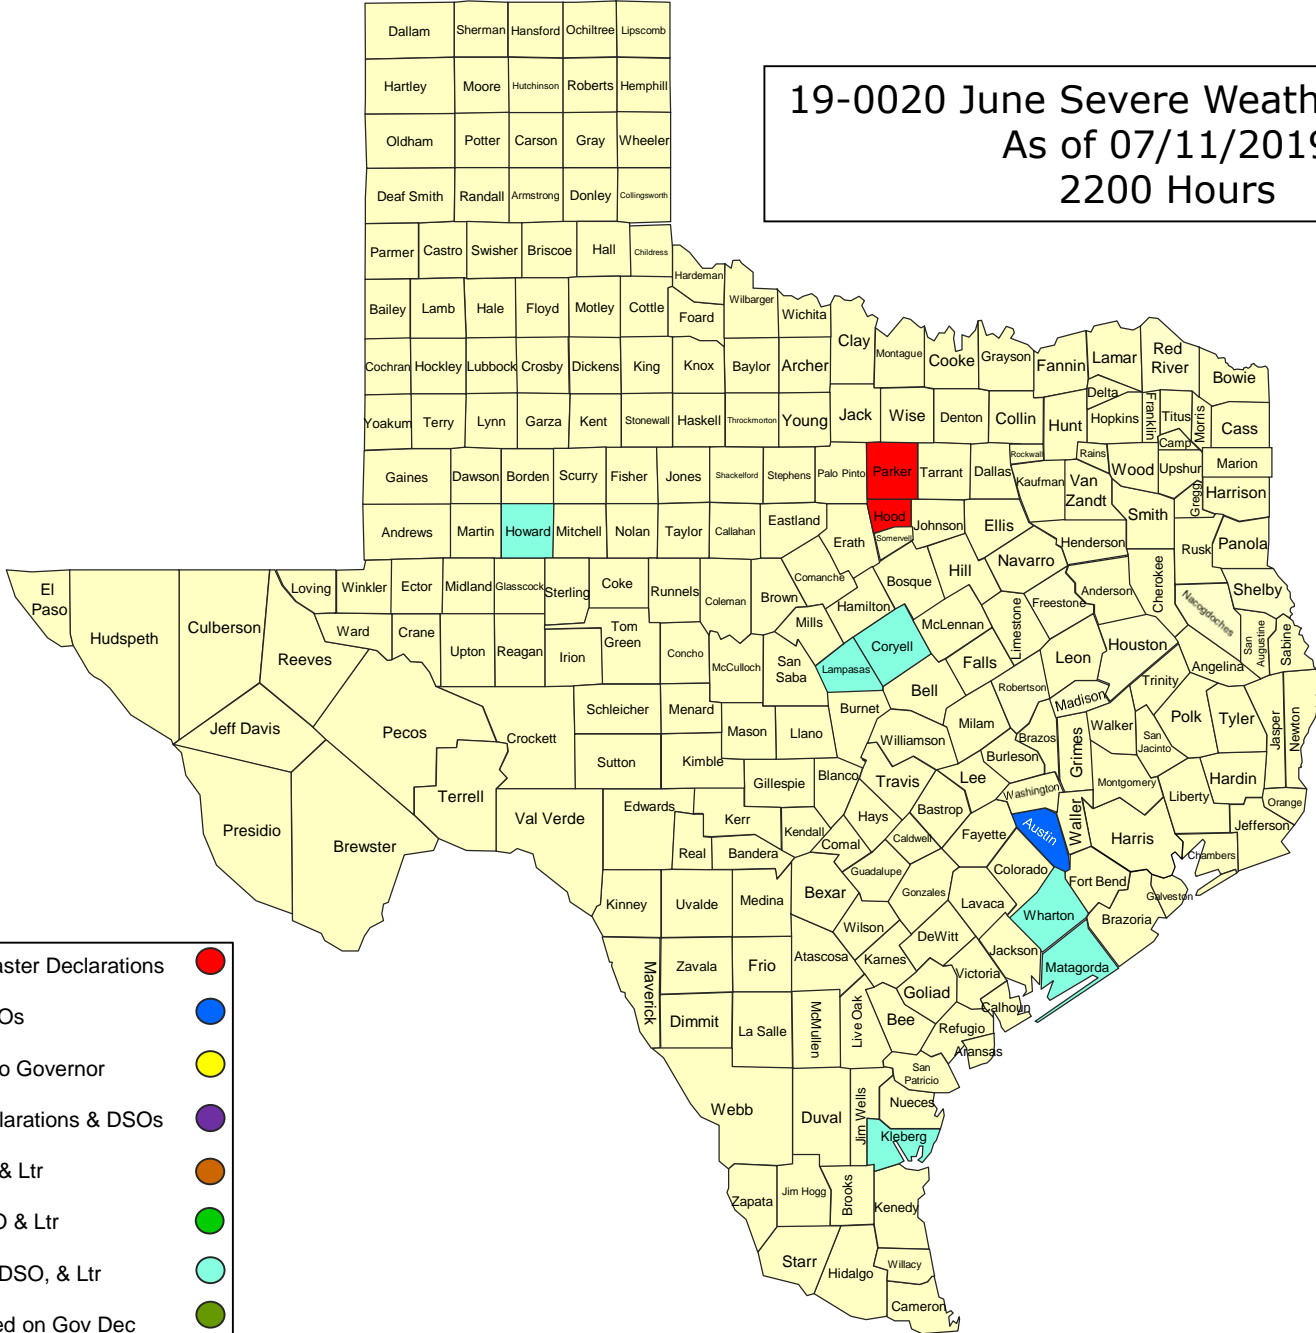 19-0020 June Severe Weath
As of 07/11/2019
2200 Hours
Dallam Sherman Hansford Ochiltree Lipscomb
Hartley Moore Hutchinson Roberts Hemphill
Oldham Potter Carson Gray Wheeler
Deaf Smith Randall Armstrong Donley Collingsworth
Parmer Castro Swisher Briscoe Hall Childress
Hardeman
Bailey Lamb Hale Floyd Motley Cottle Foard Wilbarger Wichita
Clay Montague Cooke Grayson Fannin Lamar Red
River Bowie
Cochran Hockley Lubbock Crosby Dickens King Knox Baylor Archer
Delta
Yoakum Terry Lynn Garza Kent Stonewall Haskell Throckmorton Young Jack Wise Denton Collin Hunt Hopkins Franklin Titus Morris Cass
Camp
Gaines Dawson Borden Scurry Fisher Jones Shackelford Stephens Palo Pinto Parker Tarrant Dallas Rockwall Rains Wood Upshur Marion
Kaufman Van
Zandt Gregg Harrison
Andrews Martin Howard Mitchell Nolan Taylor Callahan Eastland Hood Johnson Ellis Smith
Erath Somervell Henderson Rusk Panola
El
Paso Hudspeth Culberson Loving Winkler Ector Midland Glasscock Sterling Coke Runnels Coleman Brown Comanche Bosque Hill Navarro Anderson Cherokee Nacogdoches Shelby
Hamilton Freestone Limestone
Reeves Ward Crane Upton Reagan Irion Tom
Green Concho McCulloch San
Saba Mills Lampasas Coryell McLennan Falls Leon Houston Angelina San
Augustine Sabine
Trinity
Jeff Davis Pecos Crockett Schleicher Menard Mason Llano Burnet Bell Robertson Madison
Milam Brazos Grimes Walker San
Jacinto Polk Tyler Jasper Newton
Sutton Kimble Gillespie Blanco Williamson Burleson
Travis Lee Washington Montgomery Liberty Hardin
Presidio Brewster Terrell Val Verde Edwards Kerr Kendall Hays Bastrop Orange
Real Bandera Comal Caldwell Fayette Austin Waller Harris Jefferson
Chambers
Kinney Uvalde Medina Bexar Guadalupe Gonzales Colorado Fort Bend Galveston
Lavaca Wharton Brazoria
Wilson DeWitt Jackson
Maverick Zavala Frio Atascosa Karnes Victoria Matagorda
Goliad Calhoun
Dimmit La Salle McMullen Live Oak Bee Refugio
Aransas
San
Patricio
Webb Duval Jim Wells Nueces
Kleberg
Zapata Jim Hogg Brooks Kenedy
Starr Hidalgo Willacy
Cameron
aster Declarations
Os
o Governor
larations & DSOs
& Ltr
O & Ltr
DSO, & Ltr
ed on Gov Dec